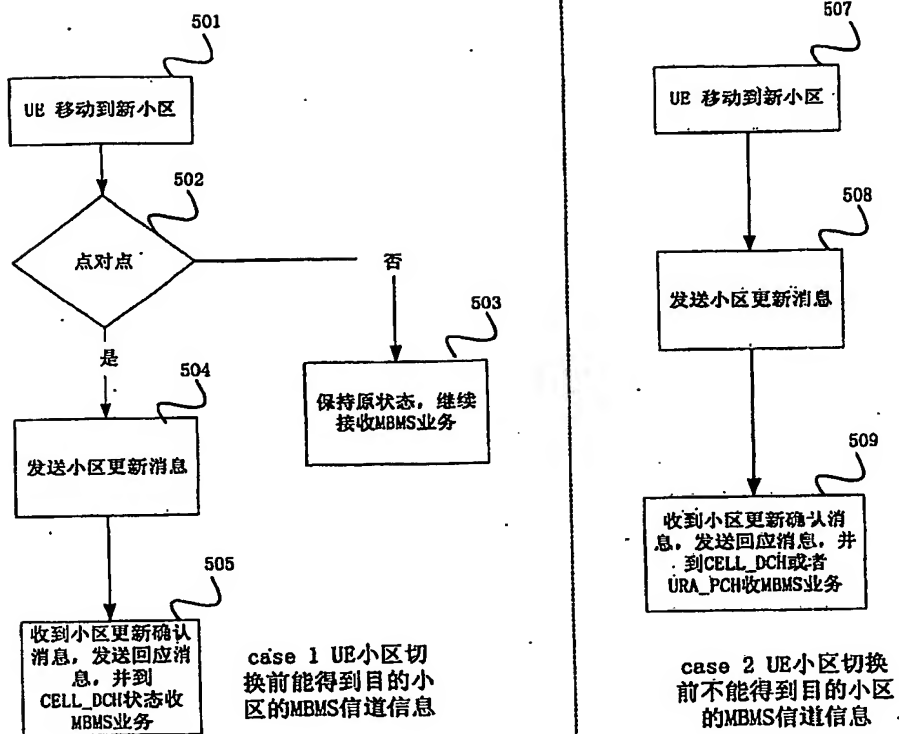 501
UE 移动到新小区
502
点对点
否
是
503
保持原状态，继续
接收MBMS业务
504
发送小区更新消息
505
收到小区更新确认
消息，发送回应消
息，并到
CELL_DCH状态收
MBMS业务
case 1 UE小区切
换前能得到目的小
区的MBMS信道信息
507
UE 移动到新小区
508
发送小区更新消息
509
收到小区更新确认消
息，发送回应消息，并
到CELL_DCH或者
URA_PCH收MBMS业务
case 2 UE小区切换
前不能得到目的小区
的MBMS信道信息